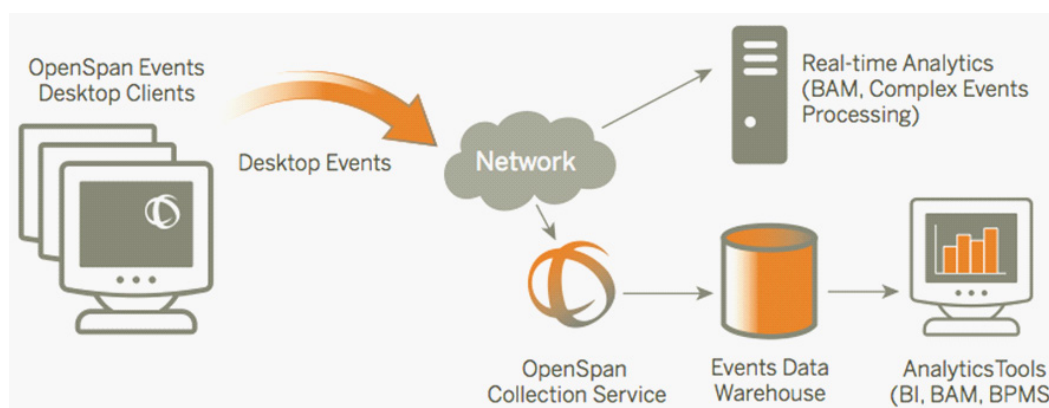 OpenSpan Events
Desktop Clients
Desktop Events
Network
Real-time Analytics
(BAM, Complex Events
Processing)
OpenSpan
Collection Service
Events Data
Warehouse
AnalyticsTools
(BI, BAM, BPMS